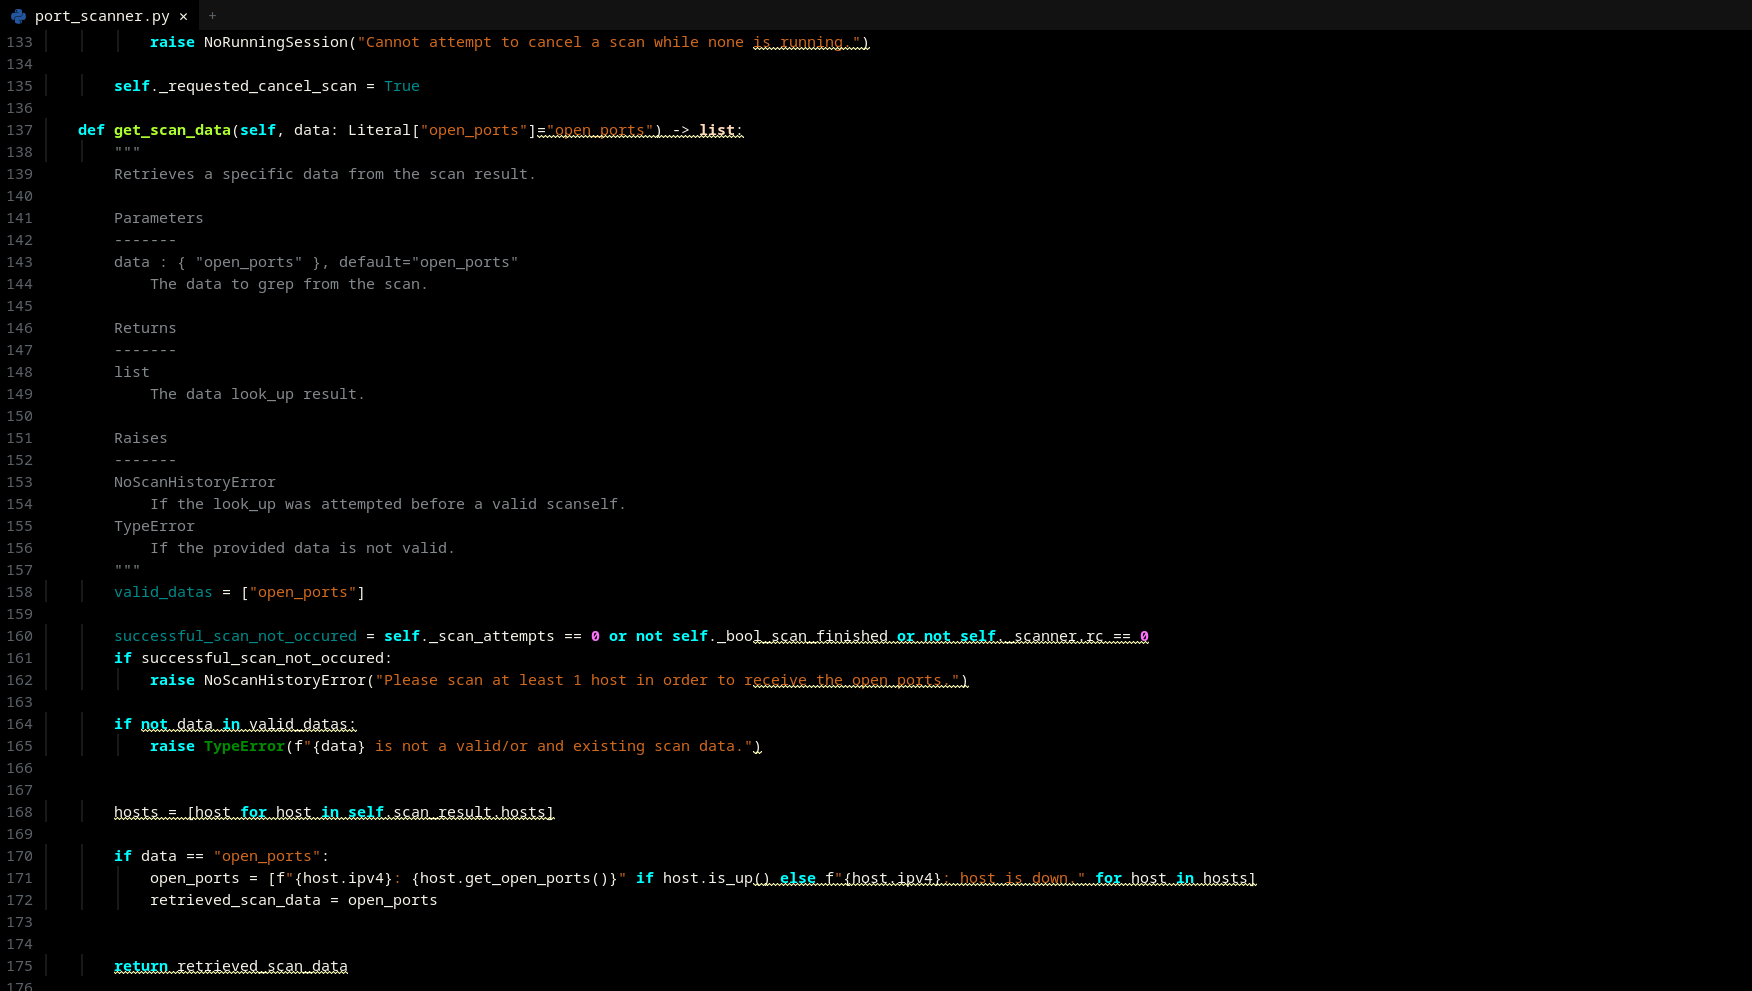 port_scanner.py × +
133 raise NoRunningSession("Cannot attempt to cancel a scan while none is running.")
134
135 self._requested_cancel_scan = True
136
137 def get_scan_data(self, data: Literal["open_ports"]="open_ports") -> list:
138 """
139 Retrieves a specific data from the scan result.
140
141 Parameters
142 -------
143 data : { "open_ports" }, default="open_ports"
144 The data to grep from the scan.
145
146 Returns
147 -------
148 list
149 The data look_up result.
150
151 Raises
152 -------
153 NoScanHistoryError
154 If the look_up was attempted before a valid scanself.
155 TypeError
156 If the provided data is not valid.
157 """
158 valid_datas = ["open_ports"]
159
160 successful_scan_not_occured = self._scan_attempts == 0 or not self._bool_scan_finished or not self._scanner.rc == 0
161 if successful_scan_not_occured:
162 raise NoScanHistoryError("Please scan at least 1 host in order to receive the open ports.")
163
164 if not data in valid_datas:
165 raise TypeError(f"{data} is not a valid/or and existing scan data.")
166
167
168 hosts = [host for host in self.scan_result.hosts]
169
170 if data == "open_ports":
171 open_ports = [f"{host.ipv4}: {host.get_open_ports()}" if host.is_up() else f"{host.ipv4}: host is down." for host in hosts]
172 retrieved_scan_data = open_ports
173
174
175 return retrieved_scan_data
176